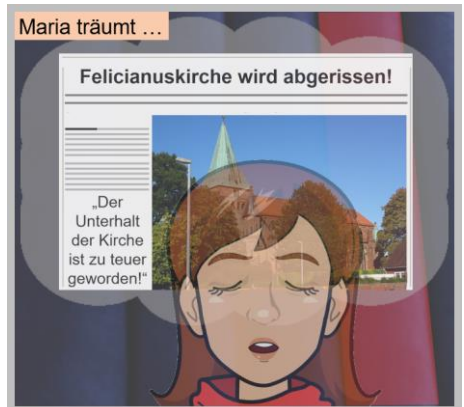 Maria träumt …
Felicianuskirche wird abgerissen!
„Der
Unterhalt
der Kirche
ist zu teuer
geworden!“